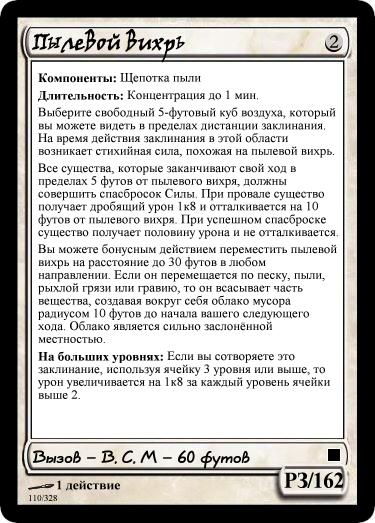 Пылевой вихрь
2
Компоненты: Щепотка пыли
Длительность: Концентрация до 1 мин.
Выберите свободный 5-футовый куб воздуха, который
вы можете видеть в пределах дистанции заклинания.
На время действия заклинания в этой области
возникает стихийная сила, похожая на пылевой вихрь.
Все существа, которые заканчивают свой ход в
пределах 5 футов от пылевого вихря, должны
совершить спасбросок Силы. При провале существо
получает дробящий урон 1к8 и отталкивается на 10
футов от пылевого вихря. При успешном спасброске
существо получает половину урона и не отталкивается.
Вы можете бонусным действием переместить пылевой
вихрь на расстояние до 30 футов в любом
направлении. Если он перемещается по песку, пыли,
рыхлой грязи или гравию, то он всасывает часть
вещества, создавая вокруг себя облако мусора
радиусом 10 футов до начала вашего следующего
хода. Облако является сильно заслонённой
местностью.
На больших уровнях: Если вы сотворяете это
заклинание, используя ячейку 3 уровня или выше, то
урон увеличивается на 1к8 за каждый уровень ячейки
выше 2.
Вызов – В, С, М – 60 футов
РЗ/162
1 действие
110/328